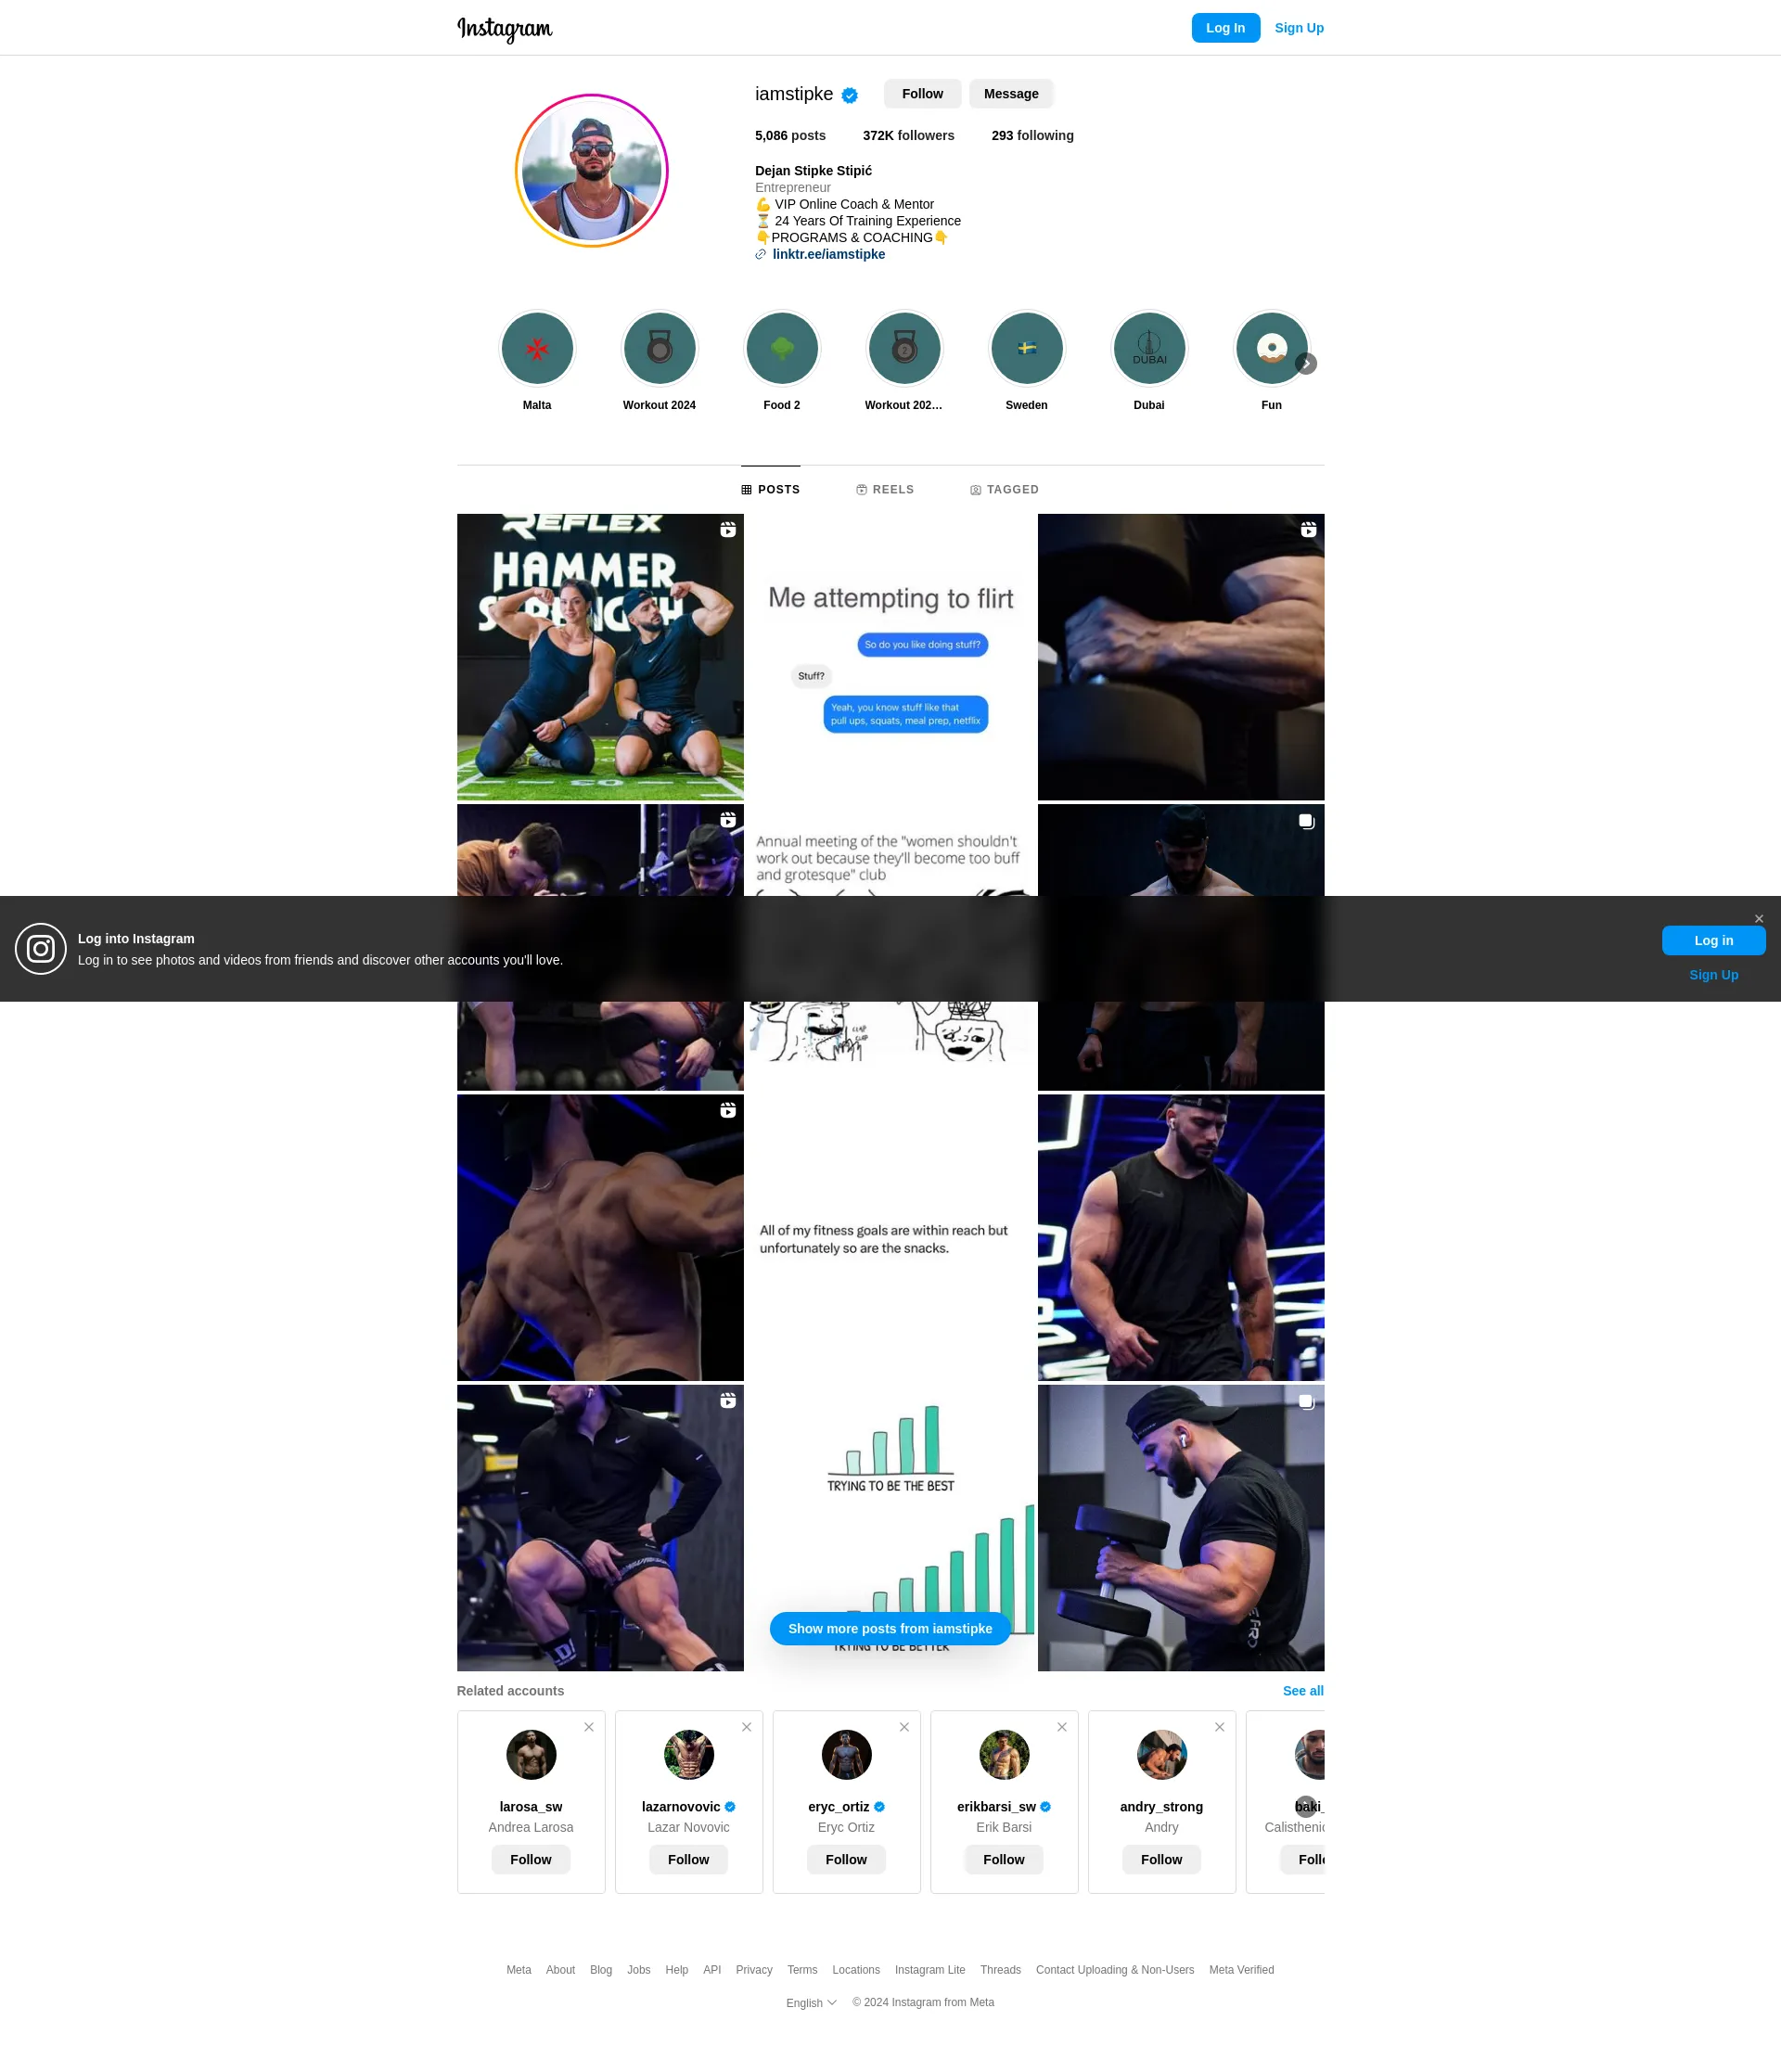 Instagram
Log In
Sign Up
iamstipke
Follow
Message
5,086 posts
372K followers
293 following
Dejan Stipke Stipić
Entrepreneur
💪 VIP Online Coach & Mentor
⏳ 24 Years Of Training Experience
👇PROGRAMS & COACHING👇
linktr.ee/iamstipke
2
DUBAI
Malta
Workout 2024
Food 2
Workout 202…
Sweden
Dubai
Fun
POSTS
REELS
TAGGED
REFLEX
HAMMER
STRENGTH
Me attempting to flirt
So do you like doing stuff?
Stuff?
Yeah, you know stuff like that
pull ups, squats, meal prep, netflix
Annual meeting of the "women shouldn't
work out because they'll become too buff
and grotesque" club
Log into Instagram
Log in to see photos and videos from friends and discover other accounts you'll love.
Log in
Sign Up
All of my fitness goals are within reach but
unfortunately so are the snacks.
TRYING TO BE THE BEST
TRYING TO BE BETTER
Show more posts from iamstipke
Related accounts
See all
larosa_sw
Andrea Larosa
Follow
lazarnovovic
Lazar Novovic
Follow
eryc_ortiz
Eryc Ortiz
Follow
erikbarsi_sw
Erik Barsi
Follow
andry_strong
Andry
Follow
baki_
Calisthenic
Follo
Meta
About
Blog
Jobs
Help
API
Privacy
Terms
Locations
Instagram Lite
Threads
Contact Uploading & Non-Users
Meta Verified
English
© 2024 Instagram from Meta